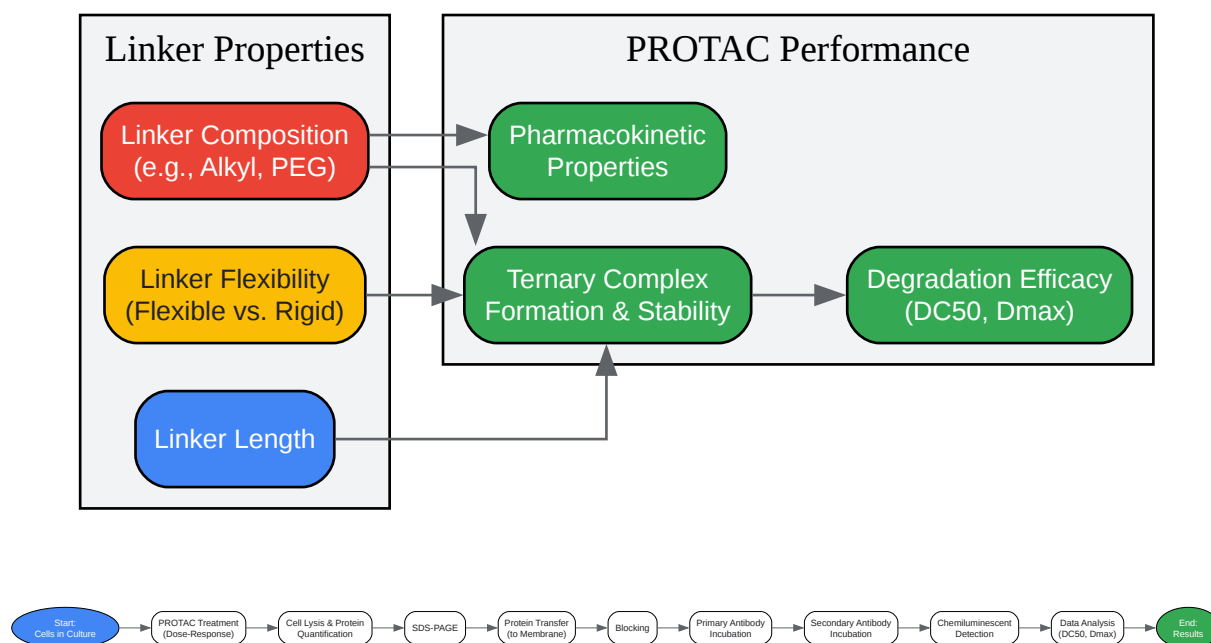 Linker Properties
PROTAC Performance
Linker Composition
(e.g., Alkyl, PEG)
Pharmacokinetic
Properties
Linker Flexibility
(Flexible vs. Rigid)
Ternary Complex
Formation & Stability
Degradation Efficacy
(DC50, Dmax)
Linker Length
Start:
Cells in Culture
PROTAC Treatment
(Dose-Response)
Cell Lysis & Protein
Quantification
SDS-PAGE
Protein Transfer
(to Membrane)
Blocking
Primary Antibody
Incubation
Secondary Antibody
Incubation
Chemiluminescent
Detection
Data Analysis
(DC50, Dmax)
End:
Results